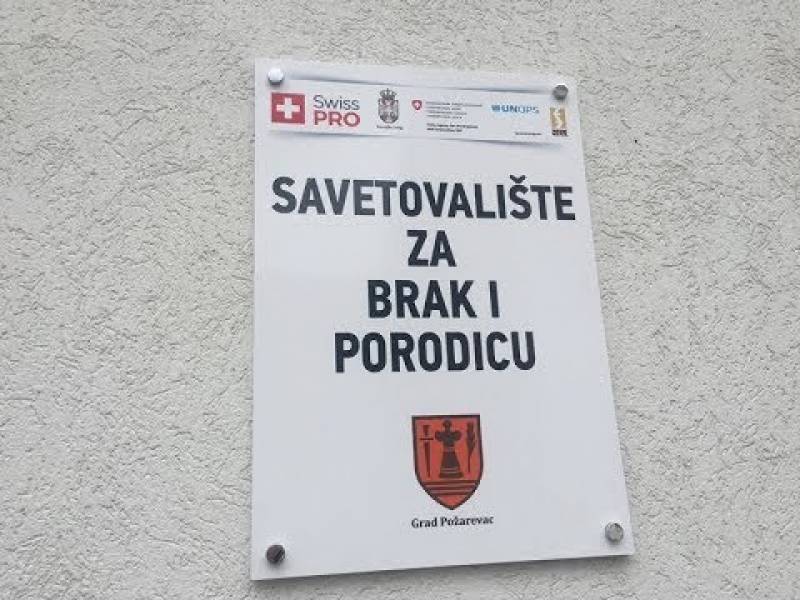 Swiss
PRO
UNOPS
SAVETOVALIŠTE
ZA
BRAK I
PORODICU
Grad Požarevac